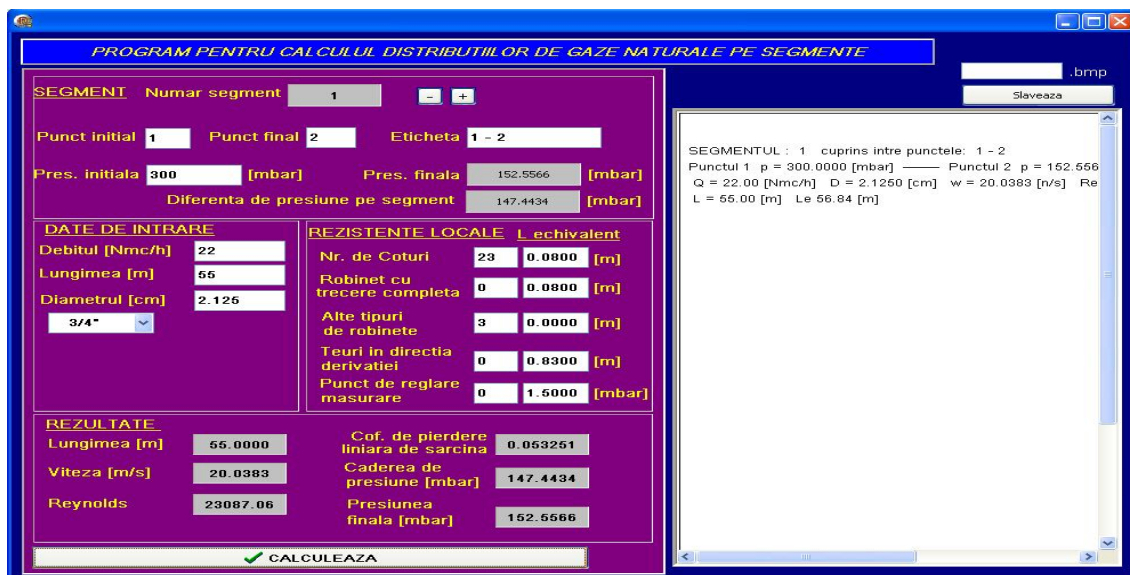 PROGRAM PENTRU CALCULUL DISTRIBUTIILOR DE GAZE NATURALE PE SEGMENTE
.bmp
Slaveaza
SEGMENT Numar segment 1 - +
Punct initial 1 Punct final 2 Eticheta 1 - 2
Pres. initiala 300 [mbar] Pres. finala 152.5566 [mbar]
Diferenta de presiune pe segment 147.4434 [mbar]
DATE DE INTRARE
Debitul [Nmc/h] 22
Lungimea [m] 55
Diametrul [cm] 2.125
3/4"
REZISTENTE LOCALE L echivalent
Nr. de Coturi 23 0.0800 [m]
Robinet cu
trecere completa 0 0.0800 [m]
Alte tipuri
de robinete 3 0.0000 [m]
Teuri in directia
derivatiei 0 0.8300 [m]
Punct de reglare
masurare 0 1.5000 [mbar]
REZULTATE
Lungimea [m] 55.0000
Viteza [m/s] 20.0383
Reynolds 23087.06
Cof. de pierdere
liniara de sarcina 0.053251
Caderea de
presiune [mbar] 147.4434
Presiunea
finala [mbar] 152.5566
CALCULEAZA
SEGMENTUL : 1 cuprins intre punctele: 1 - 2
Punctul 1 p = 300.0000 [mbar] ─── Punctul 2 p = 152.556
Q = 22.00 [Nmc/h] D = 2.1250 [cm] w = 20.0383 [n/s] Re
L = 55.00 [m] Le 56.84 [m]